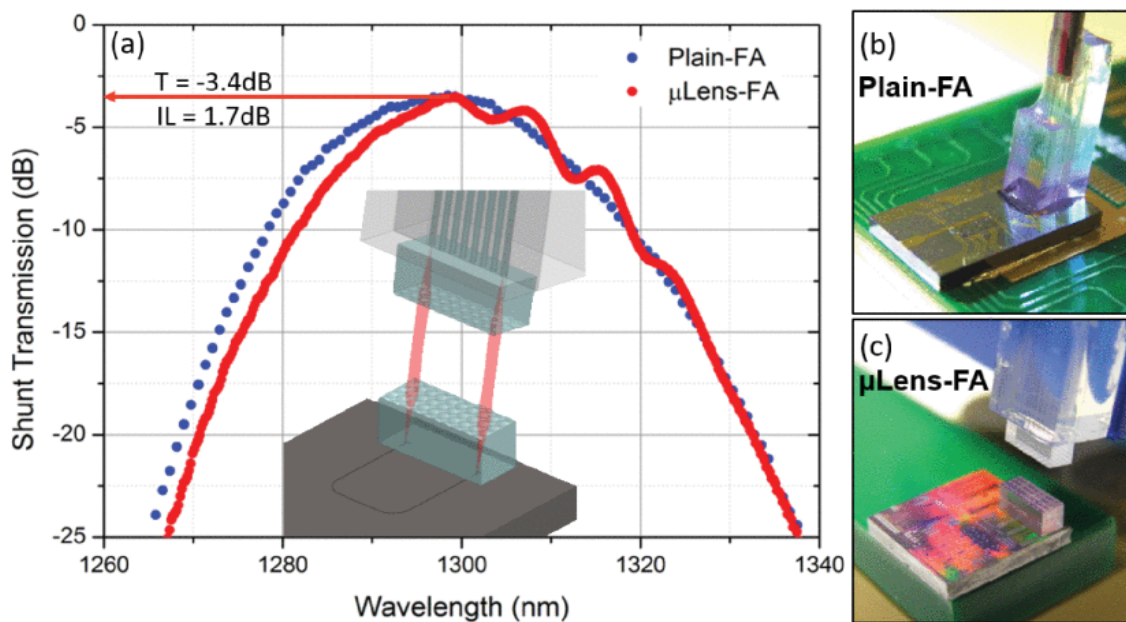 (a)
T = -3.4dB
IL = 1.7dB
Plain-FA
μLens-FA
Shunt Transmission (dB)
0
-5
-10
-15
-20
-25
1260
1280
1300
1320
1340
Wavelength (nm)
(b)
Plain-FA
(c)
μLens-FA